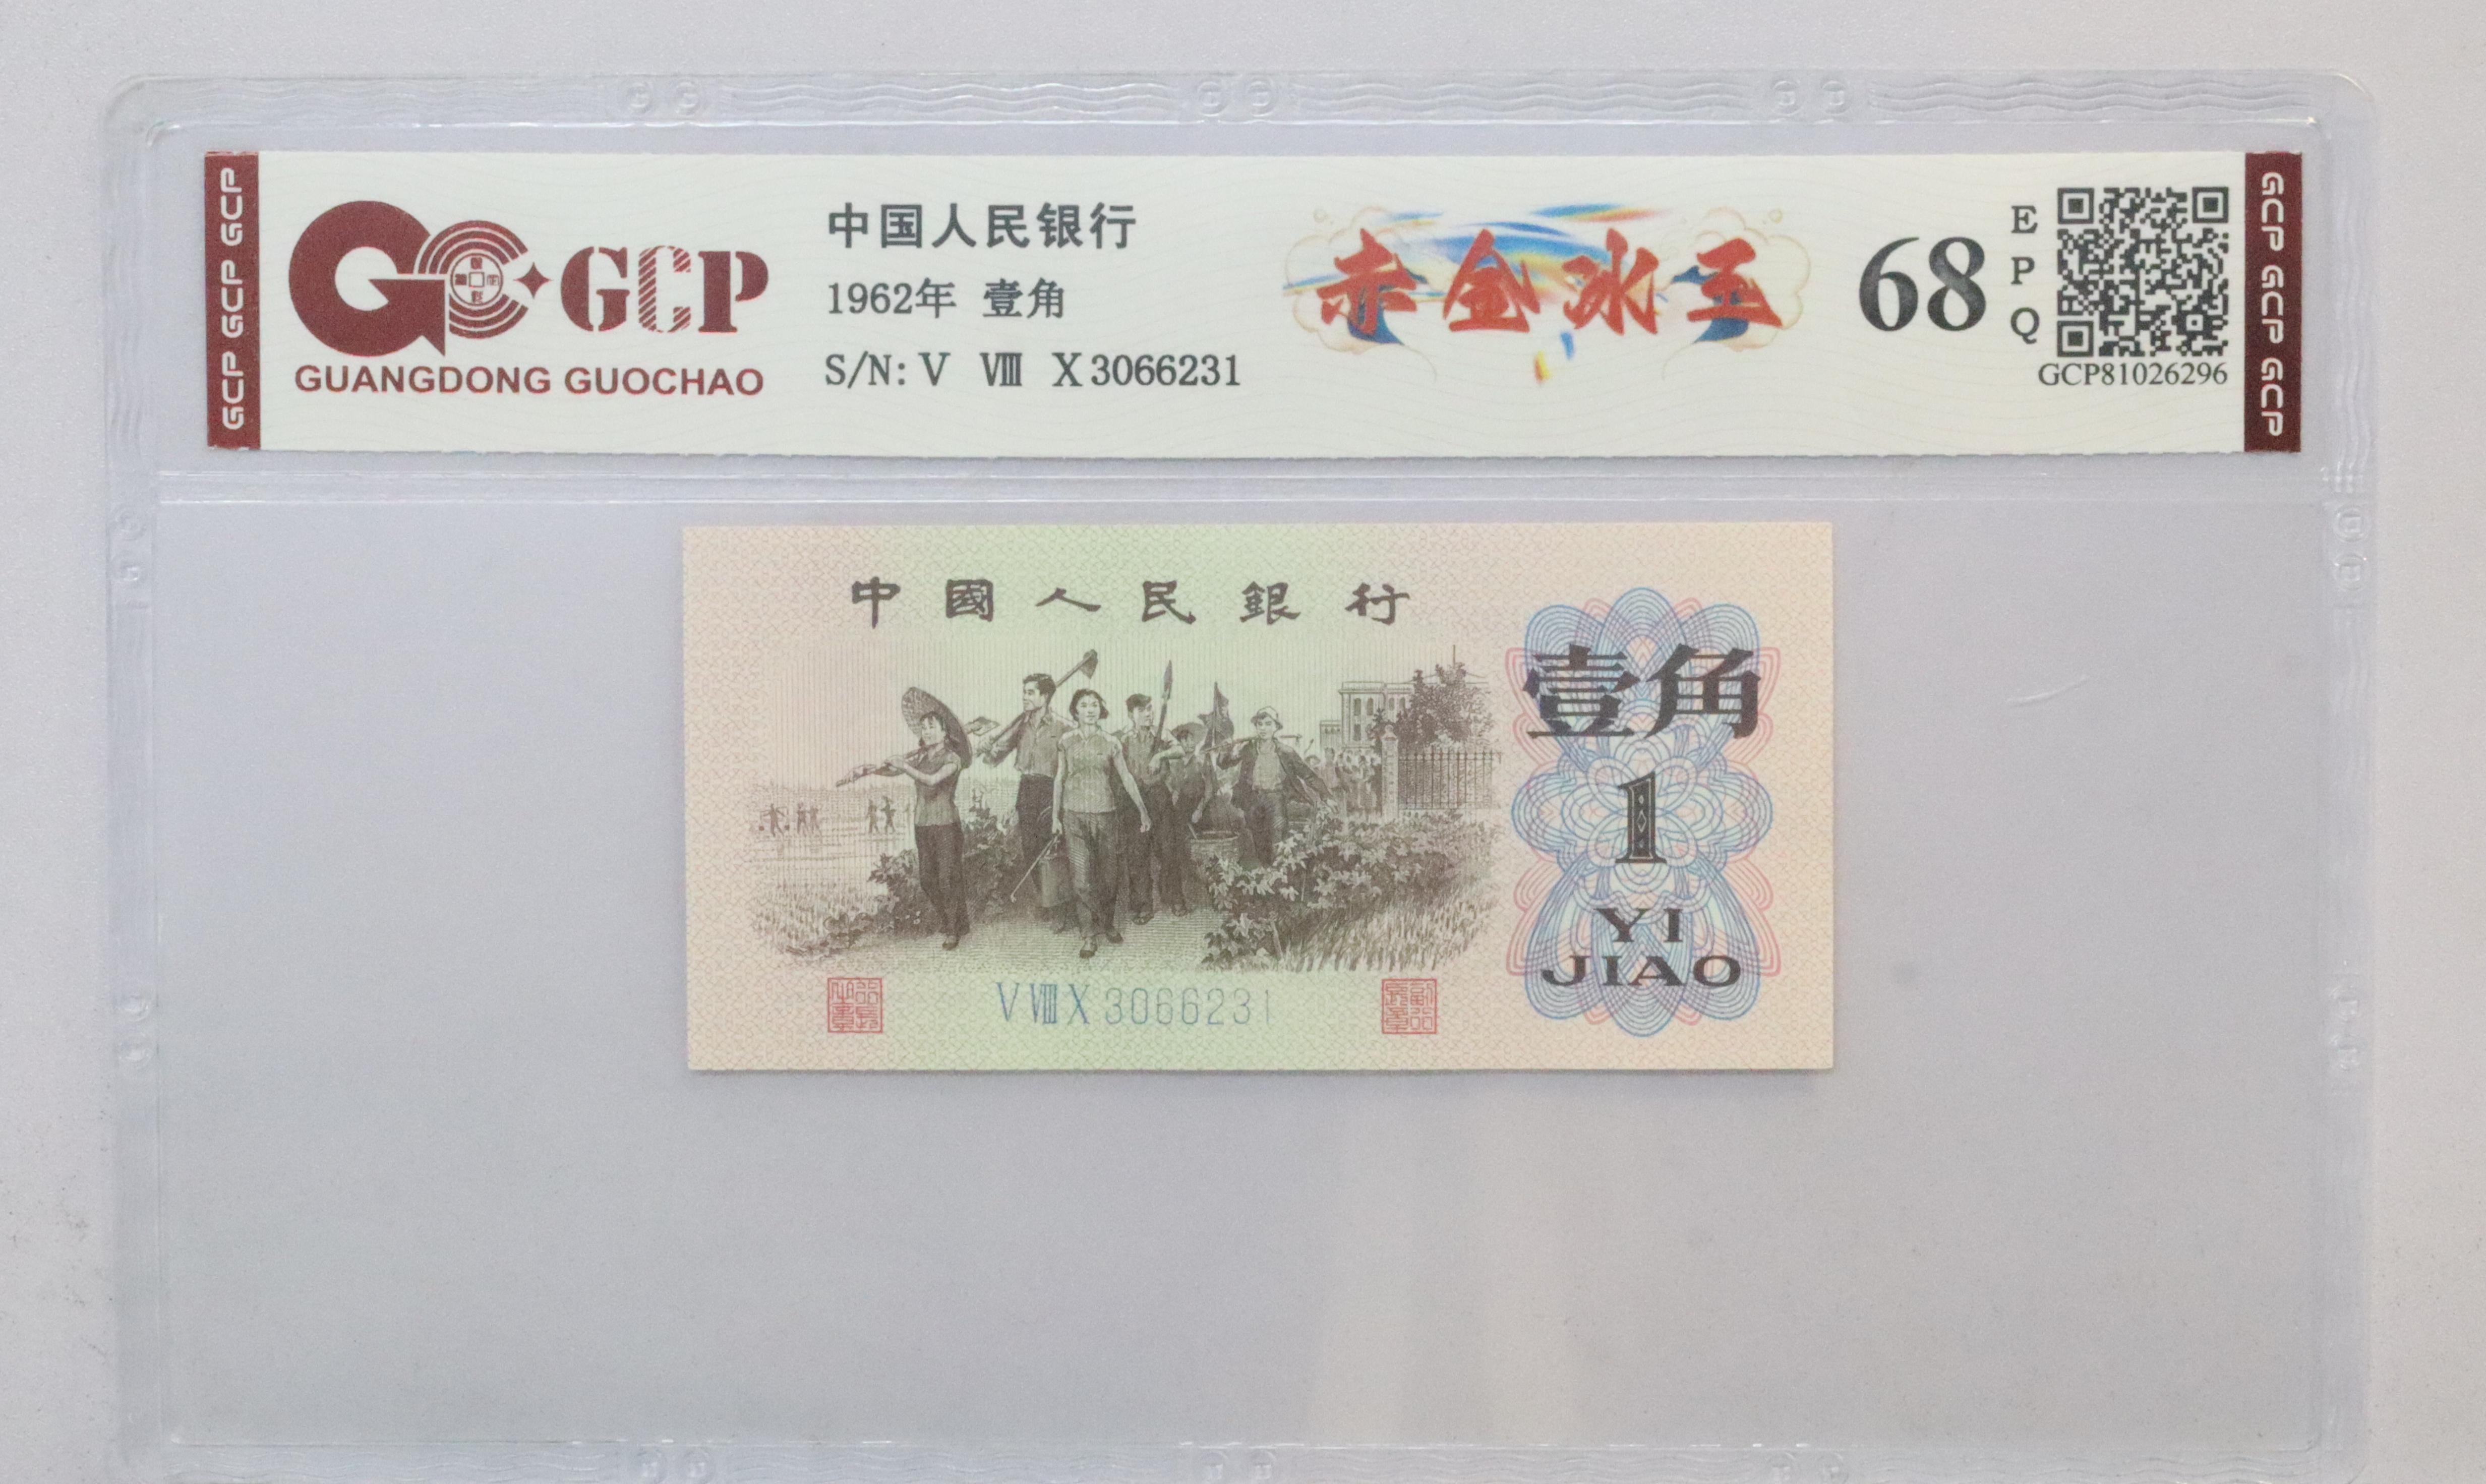 GCP GCP GCP
GCP
GUANGDONG GUOCHAO
中国人民银行
1962年 壹角
S/N: V Ⅷ X 3066231
赤金冰王
68
E
P
Q
GCP81026296
GCP GCP GCP
中國人民銀行
壹角
1
YI
JIAO
V Ⅷ X 3066231